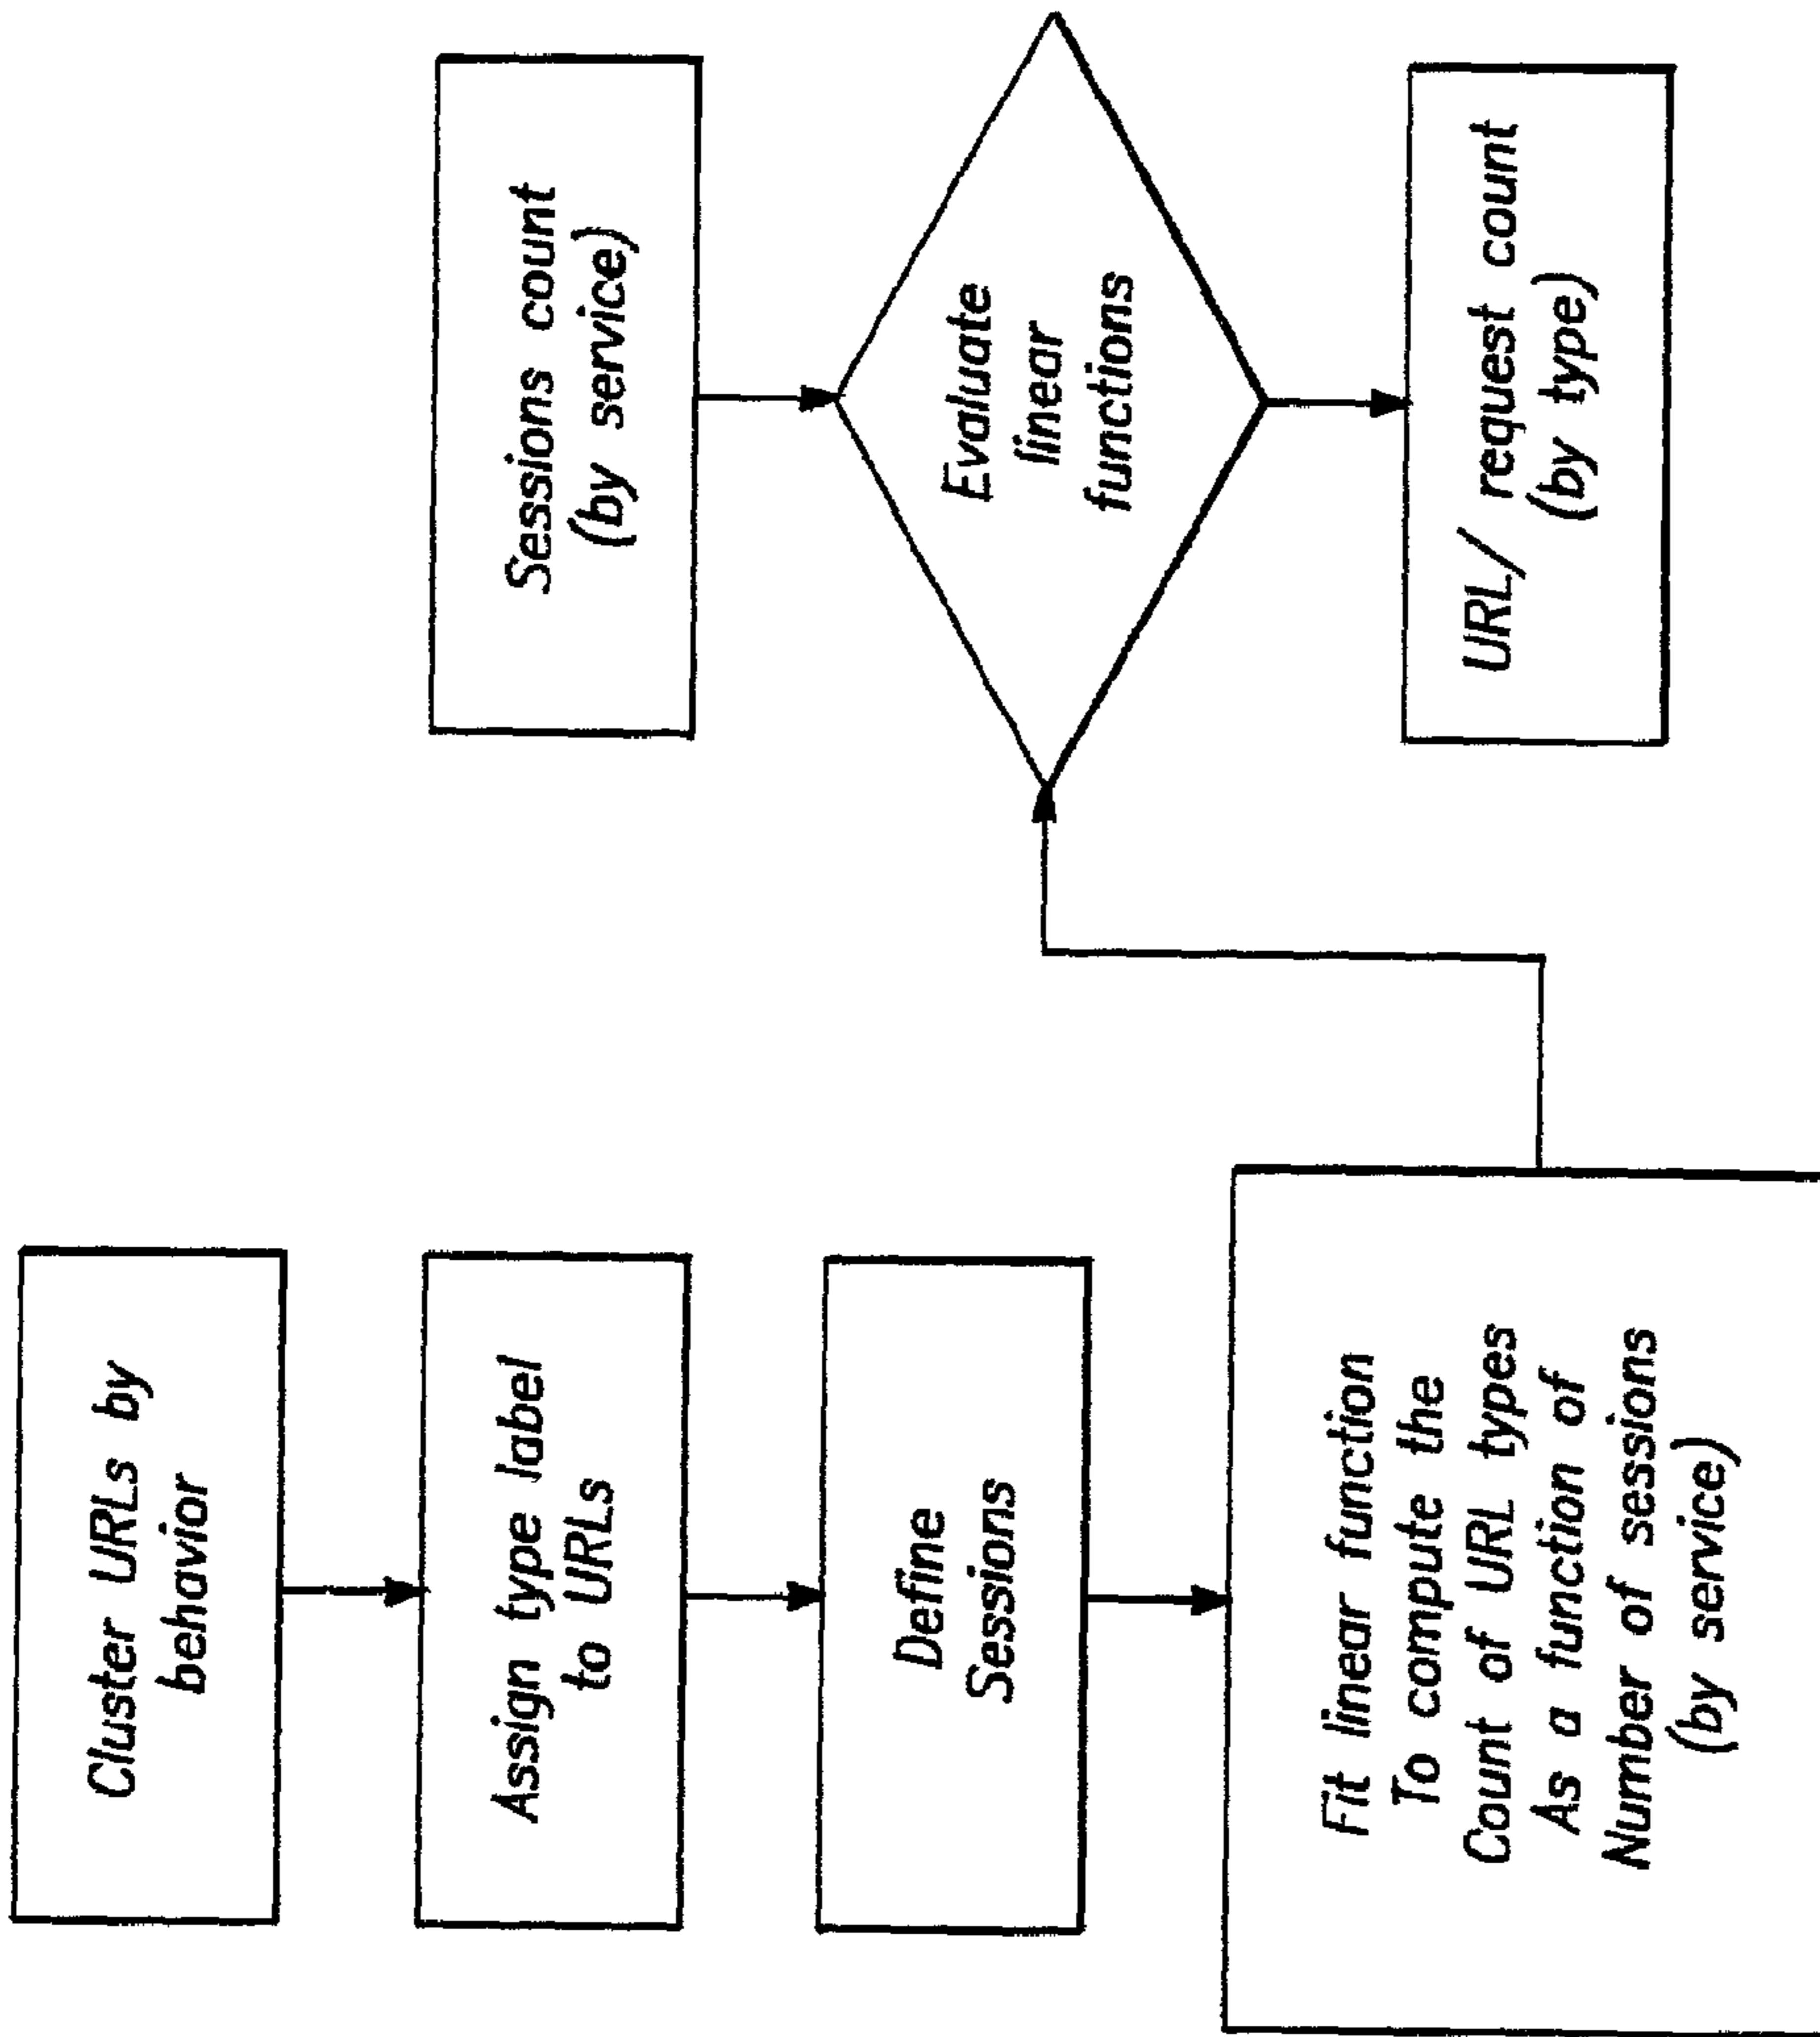 Cluster URLs by
behavior
Assign type label
to URLs
Define
Sessions
Fit linear function
To compute the
Count of URL types
As a function of
Number of sessions
(by service)
Sessions count
(by service)
Evaluate
linear
functions
URL/ request count
(by type)